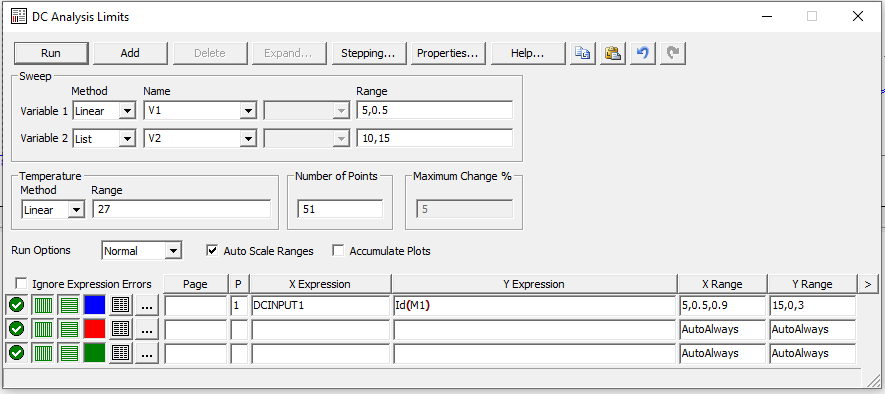 DC Analysis Limits
Run Add Delete Expand... Stepping... Properties... Help...
Sweep
Method Name Range
Variable 1 Linear V1 5,0.5
Variable 2 List V2 10,15
Temperature Number of Points Maximum Change %
Method Range
Linear 27 51 5
Run Options Normal Auto Scale Ranges Accumulate Plots
Ignore Expression Errors Page P X Expression Y Expression X Range Y Range >
... 1 DCINPUT1 Id(M1) 5,0.5,0.9 15,0,3
... AutoAlways AutoAlways
... AutoAlways AutoAlways